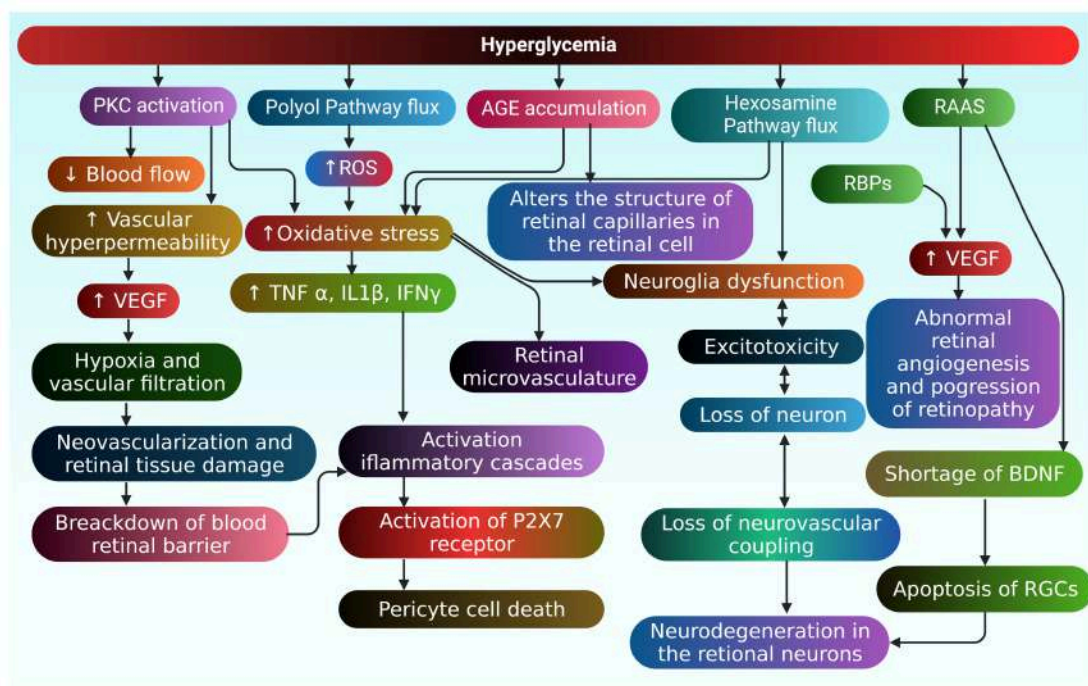 Hyperglycemia
PKC activation
Polyol Pathway flux
AGE accumulation
Hexosamine
Pathway flux
RAAS
↓ Blood flow
↑ROS
RBPs
Alters the structure of
retinal capillaries in
the retinal cell
↑ Vascular
hyperpermeability
↑Oxidative stress
↑ VEGF
Neuroglia dysfunction
↑ VEGF
↑ TNF α, IL1β, IFNγ
Abnormal
retinal
angiogenesis
and pogression
of retinopathy
Excitotoxicity
Hypoxia and
vascular filtration
Retinal
microvasculature
Loss of neuron
Neovascularization and
retinal tissue damage
Activation
iflammatory cascades
Shortage of BDNF
Breackdown of blood
retinal barrier
Activation of P2X7
receptor
Loss of neurovascular
coupling
Apoptosis of RGCs
Pericyte cell death
Neurodegeneration in
the retional neurons